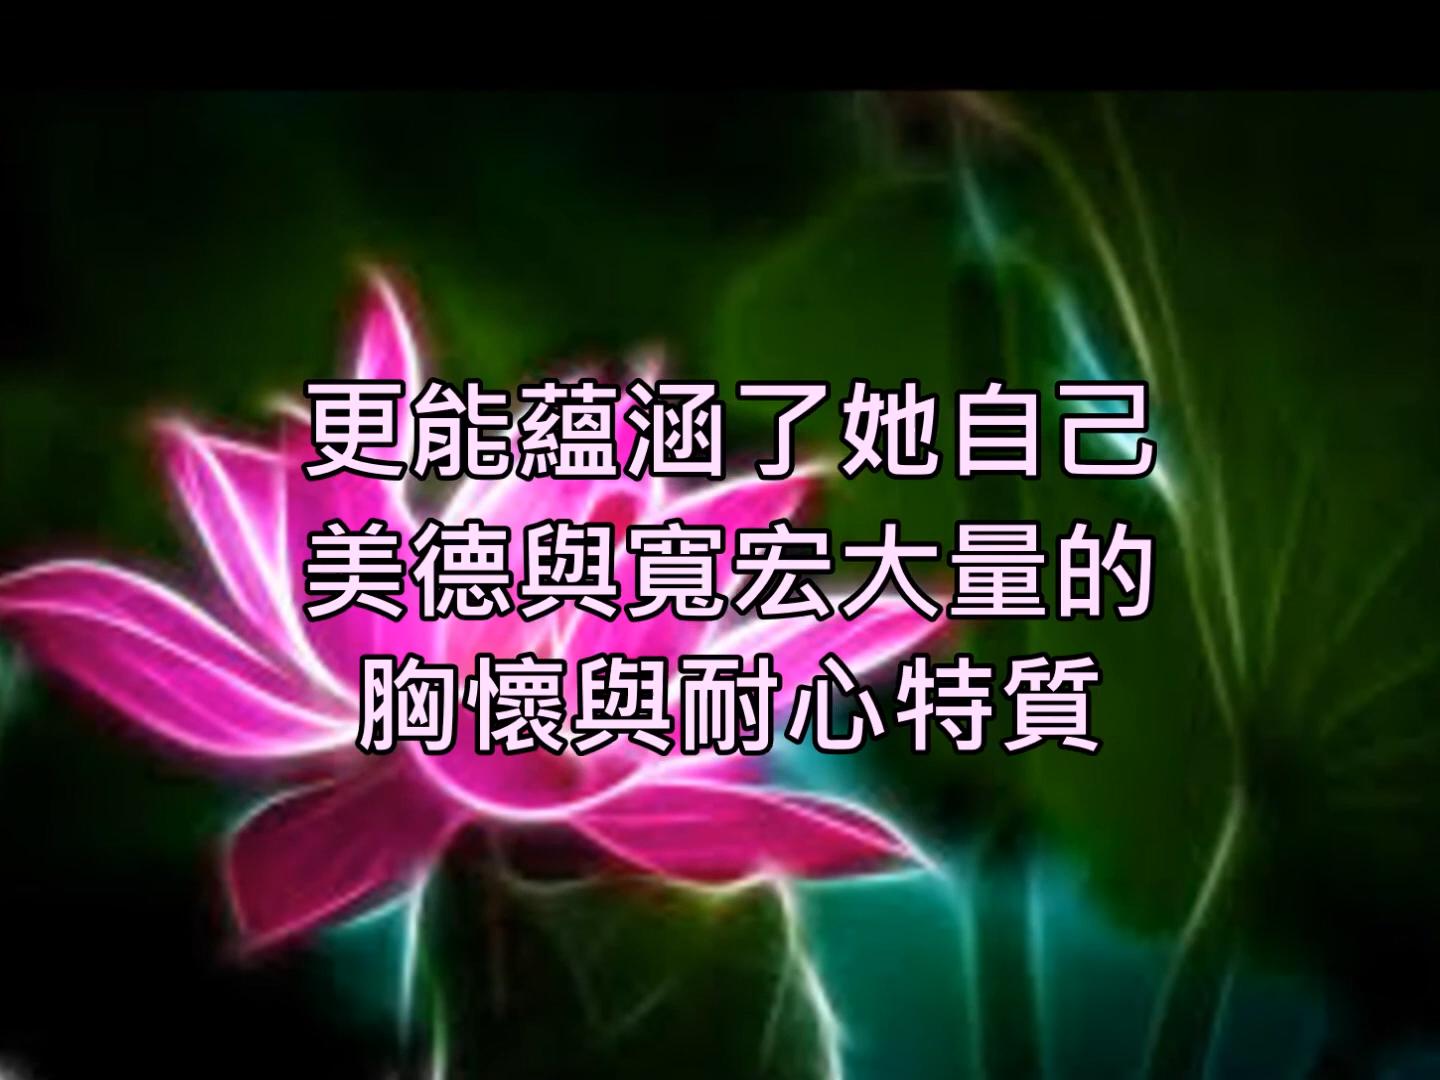 更能蘊涵了她自己
美德與寬宏大量的
胸懷與耐心特質